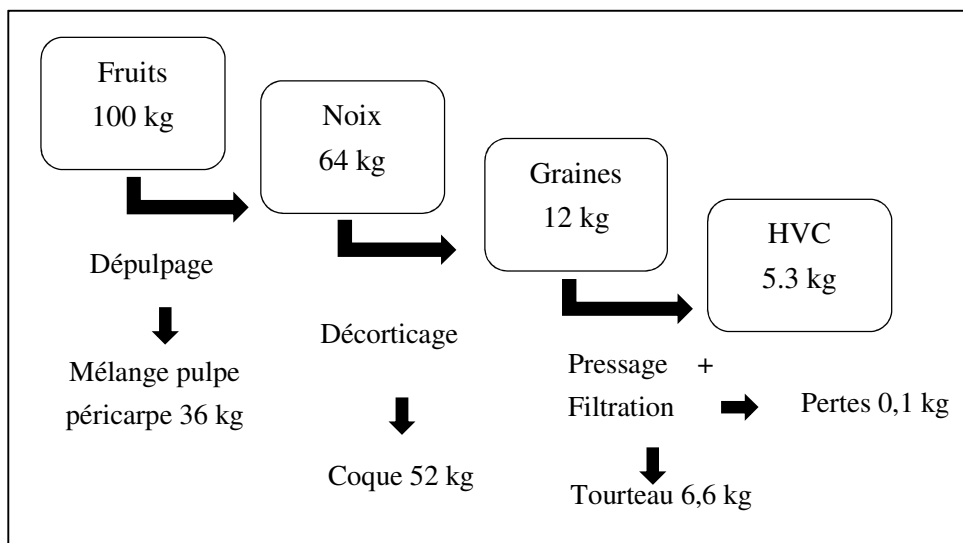 Fruits
100 kg
Noix
64 kg
Graines
12 kg
HVC
5.3 kg
Dépulpage
Mélange pulpe
péricarpe 36 kg
Décorticage
Coque 52 kg
Pressage +
Filtration
Pertes 0,1 kg
Tourteau 6,6 kg